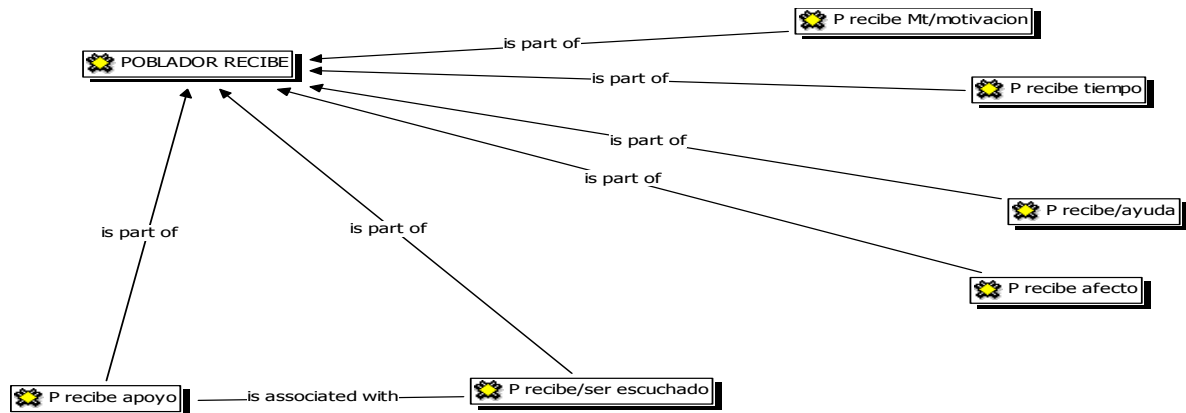 P recibe Mt/motivacion
is part of
POBLADOR RECIBE
is part of
P recibe tiempo
is part of
is part of
P recibe/ayuda
is part of
is part of
P recibe afecto
P recibe apoyo
is associated with
P recibe/ser escuchado